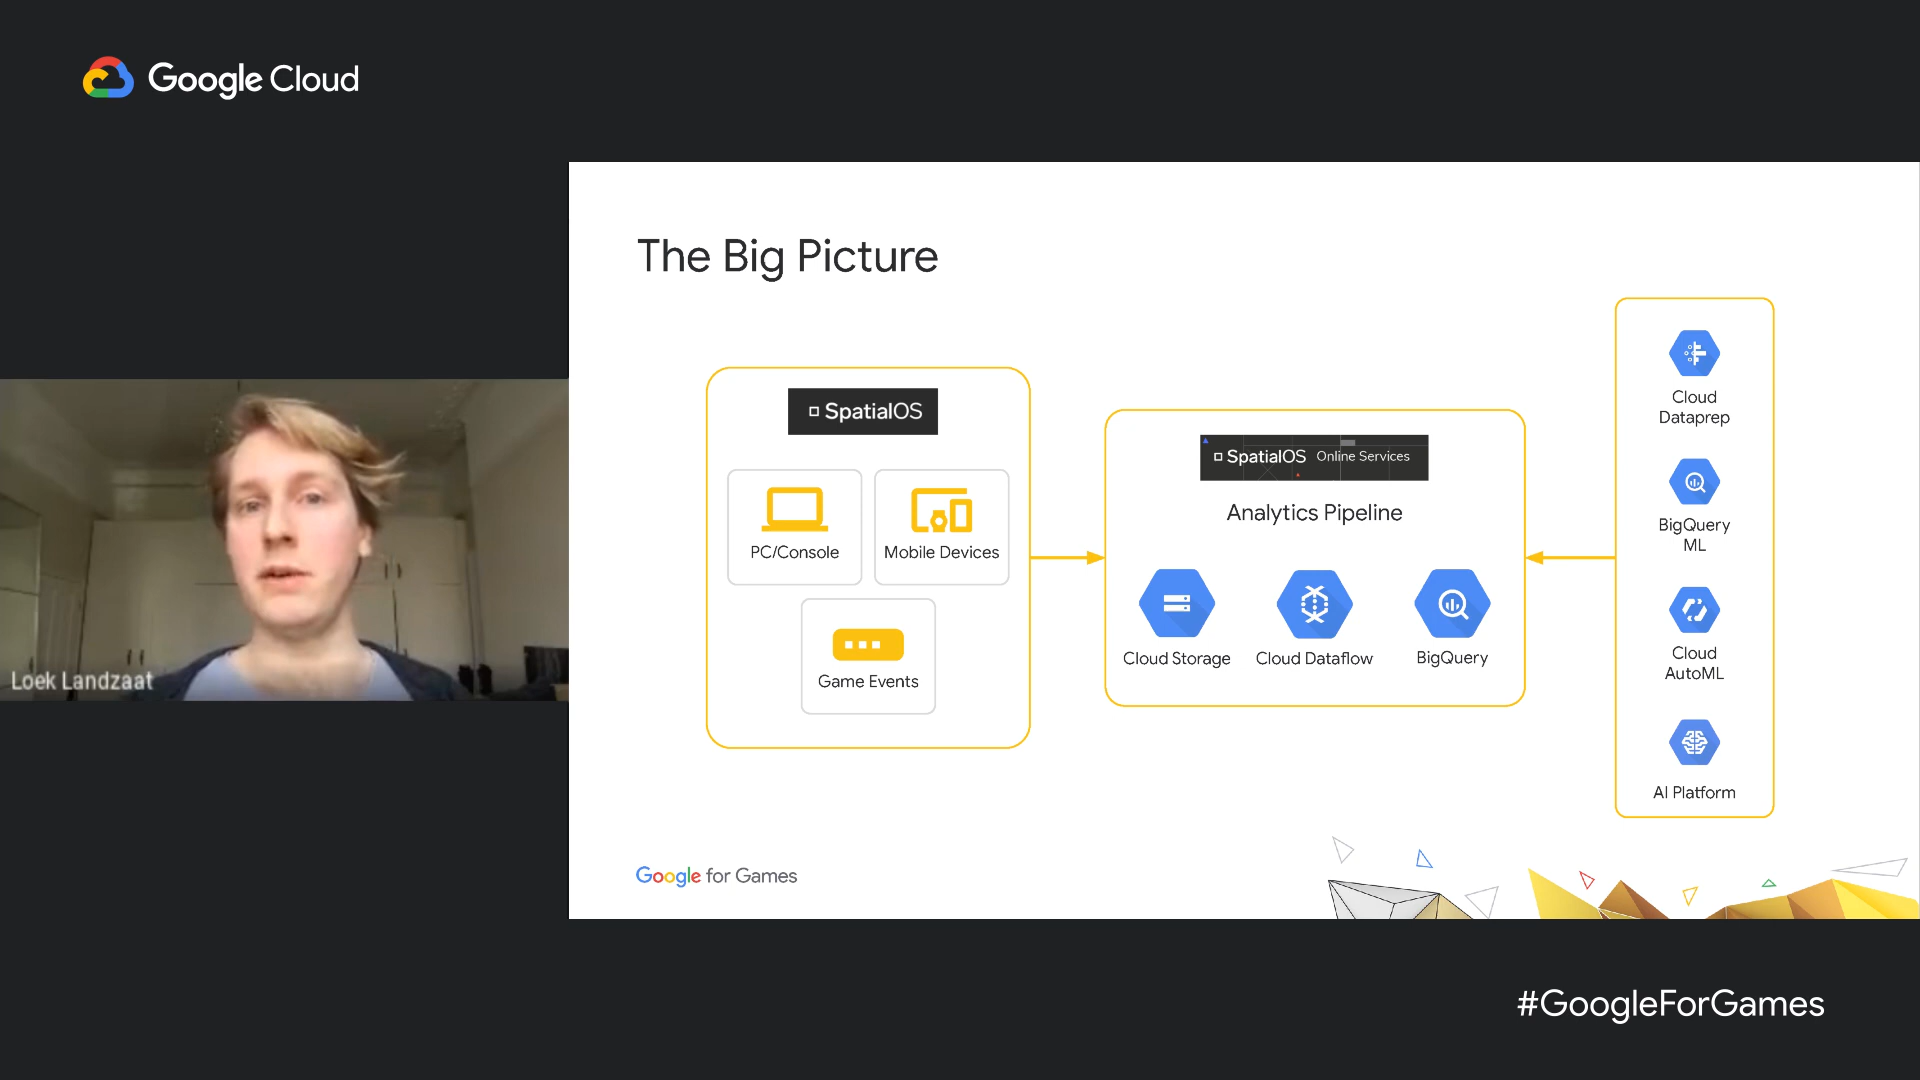 Google Cloud
The Big Picture
SpatialOS
PC/Console
Mobile Devices
Game Events
SpatialOS Online Services
Analytics Pipeline
Cloud Storage
Cloud Dataflow
BigQuery
Cloud
Dataprep
BigQuery
ML
Cloud
AutoML
AI Platform
Loek Landzaat
Google for Games
#GoogleForGames